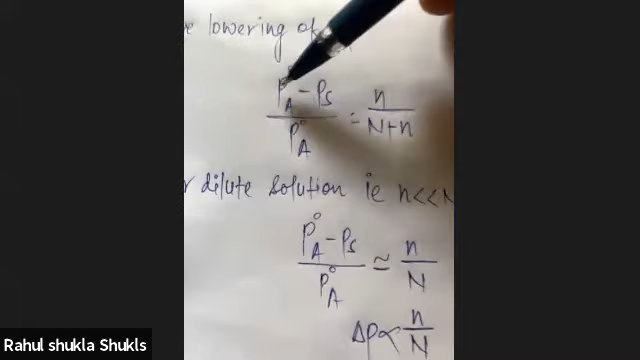 lowering of
P°A - Ps / P°A = n / N+n
dilute solution ie n<<N
P°A - Ps / P°A ≃ n / N
Δp ∝ n / N
Rahul shukla Shukls